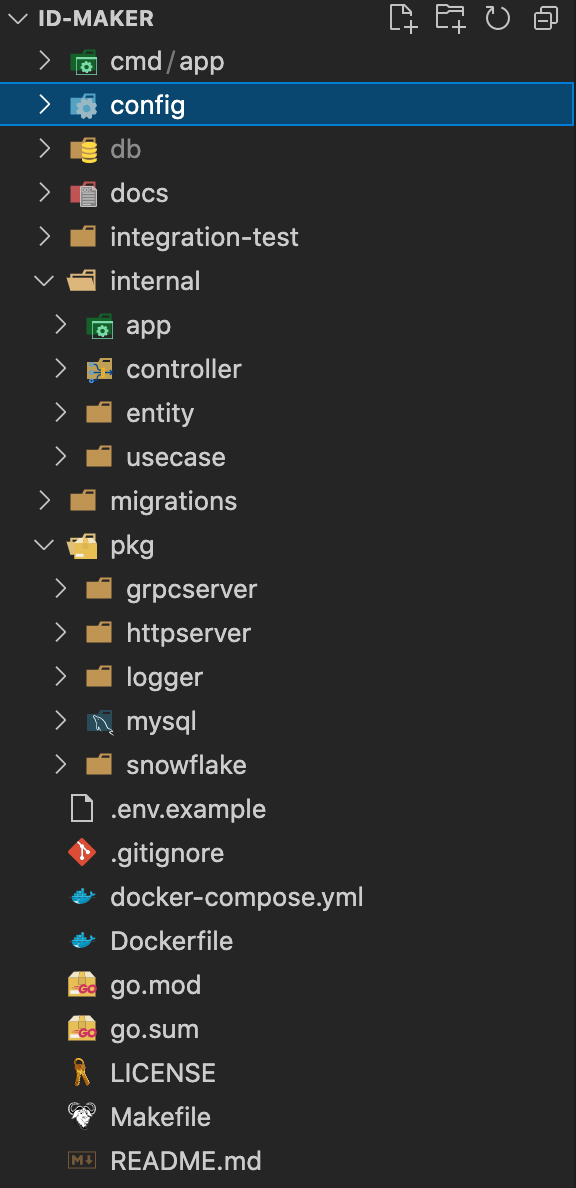 ID-MAKER
cmd/app
config
db
docs
integration-test
internal
app
controller
entity
usecase
migrations
pkg
grpcserver
httpserver
logger
mysql
snowflake
.env.example
.gitignore
docker-compose.yml
Dockerfile
go.mod
go.sum
LICENSE
Makefile
README.md